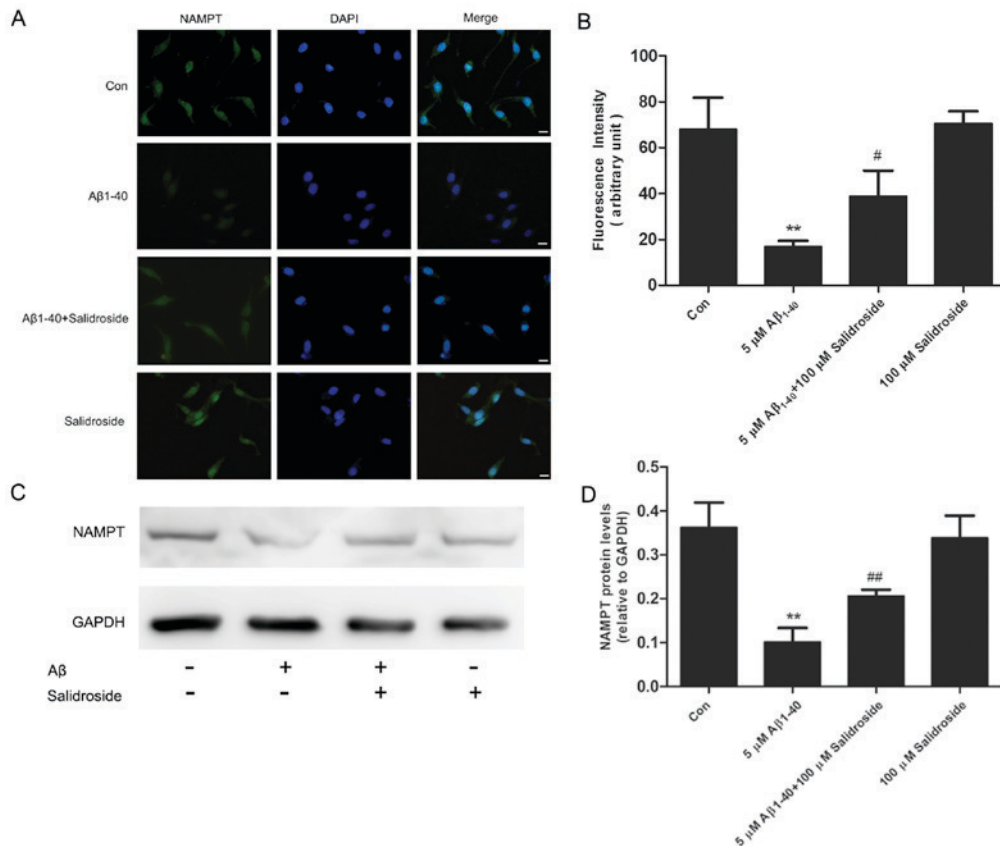 A
NAMPT DAPI Merge
Con
Aβ1-40
Aβ1-40+Salidroside
Salidroside
B
Fluorescence Intensity
( arbitrary unit )
100
80
60
40
20
0
**
#
Con
5 μM Aβ1-40
5 μM Aβ1-40+100 μM Salidroside
100 μM Salidroside
C
NAMPT
GAPDH
Aβ - + + -
Salidroside - - + +
D
NAMPT protein levels
(relative to GAPDH)
0.5
0.4
0.3
0.2
0.1
0.0
**
##
Con
5 μM Aβ1-40
5 μM Aβ1-40+100 μM Salidroside
100 μM Salidroside